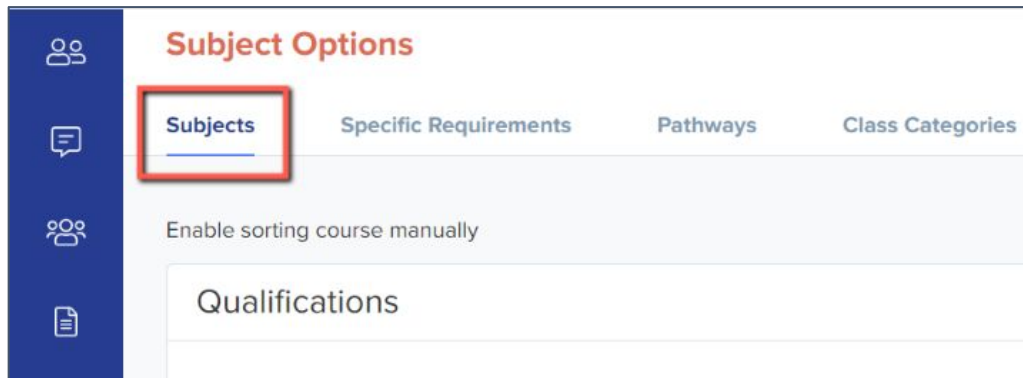 Subject Options
Subjects Specific Requirements Pathways Class Categories
Enable sorting course manually
Qualifications